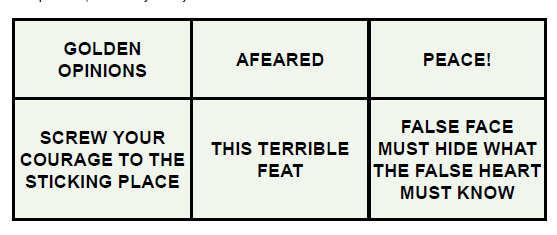 GOLDEN
OPINIONS
AFEARED
PEACE!
SCREW YOUR
COURAGE TO THE
STICKING PLACE
THIS TERRIBLE
FEAT
FALSE FACE
MUST HIDE WHAT
THE FALSE HEART
MUST KNOW